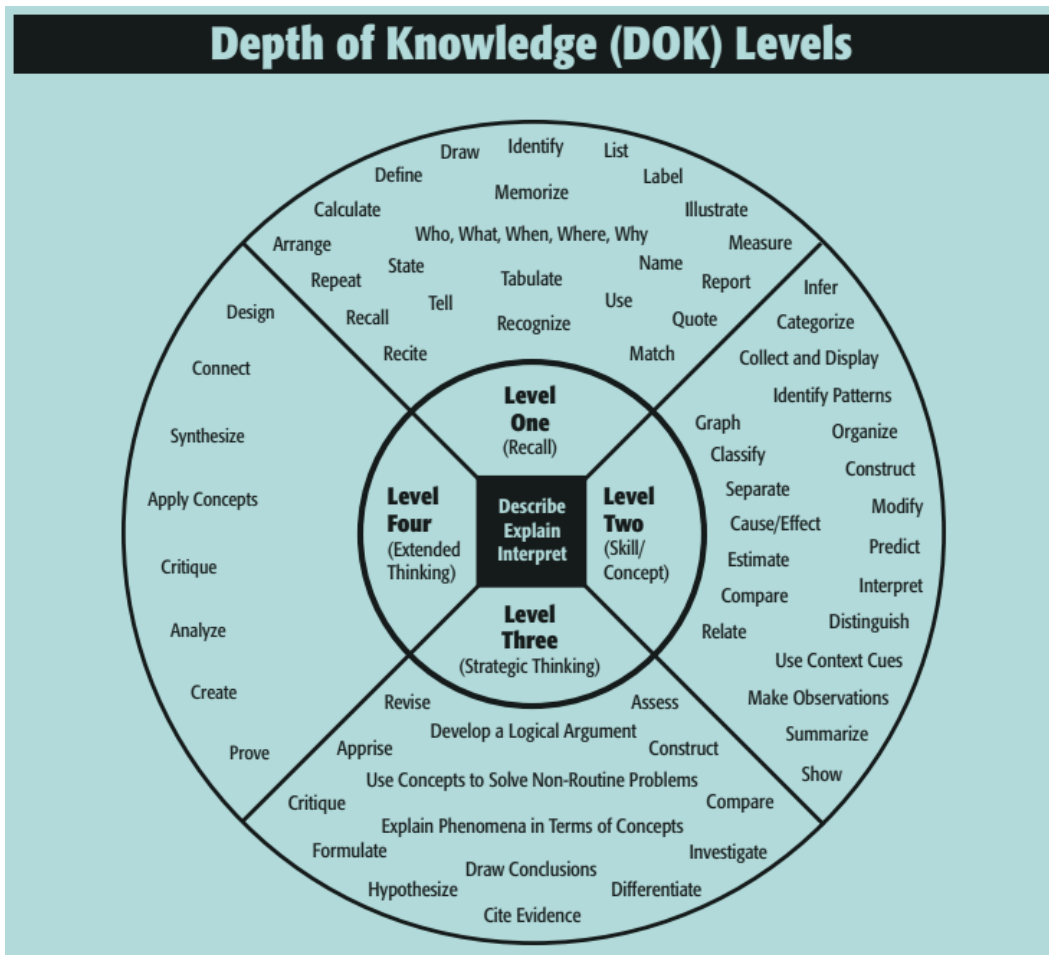 Depth of Knowledge (DOK) Levels
Draw
Identify
List
Define
Memorize
Label
Calculate
Illustrate
Arrange
Who, What, When, Where, Why
Measure
Repeat
State
Tabulate
Name
Report
Recall
Tell
Recognize
Use
Quote
Recite
Match
Level
One
(Recall)
Infer
Categorize
Collect and Display
Identify Patterns
Graph
Organize
Classify
Construct
Separate
Modify
Cause/Effect
Predict
Estimate
Interpret
Compare
Distinguish
Relate
Use Context Cues
Make Observations
Summarize
Show
Level
Two
(Skill/
Concept)
Describe
Explain
Interpret
Level
Three
(Strategic Thinking)
Revise
Assess
Develop a Logical Argument
Apprise
Construct
Use Concepts to Solve Non-Routine Problems
Critique
Compare
Explain Phenomena in Terms of Concepts
Formulate
Investigate
Draw Conclusions
Hypothesize
Differentiate
Cite Evidence
Level
Four
(Extended
Thinking)
Design
Connect
Synthesize
Apply Concepts
Critique
Analyze
Create
Prove